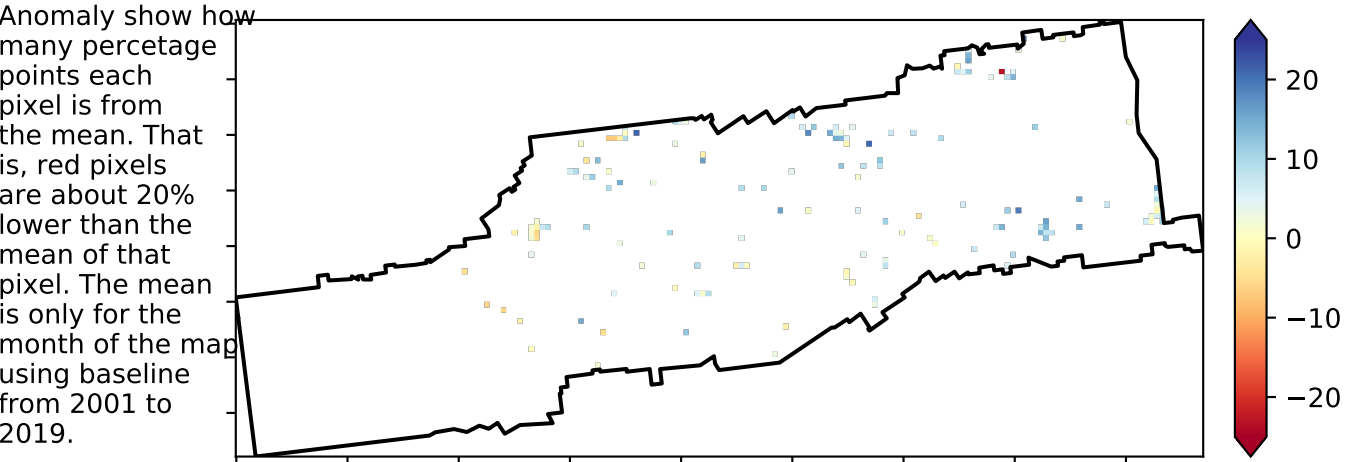 Anomaly show how
many percetage
points each
pixel is from
the mean. That
is, red pixels
are about 20%
lower than the
mean of that
pixel. The mean
is only for the
month of the map
using baseline
from 2001 to
2019.
20
10
0
−10
−20